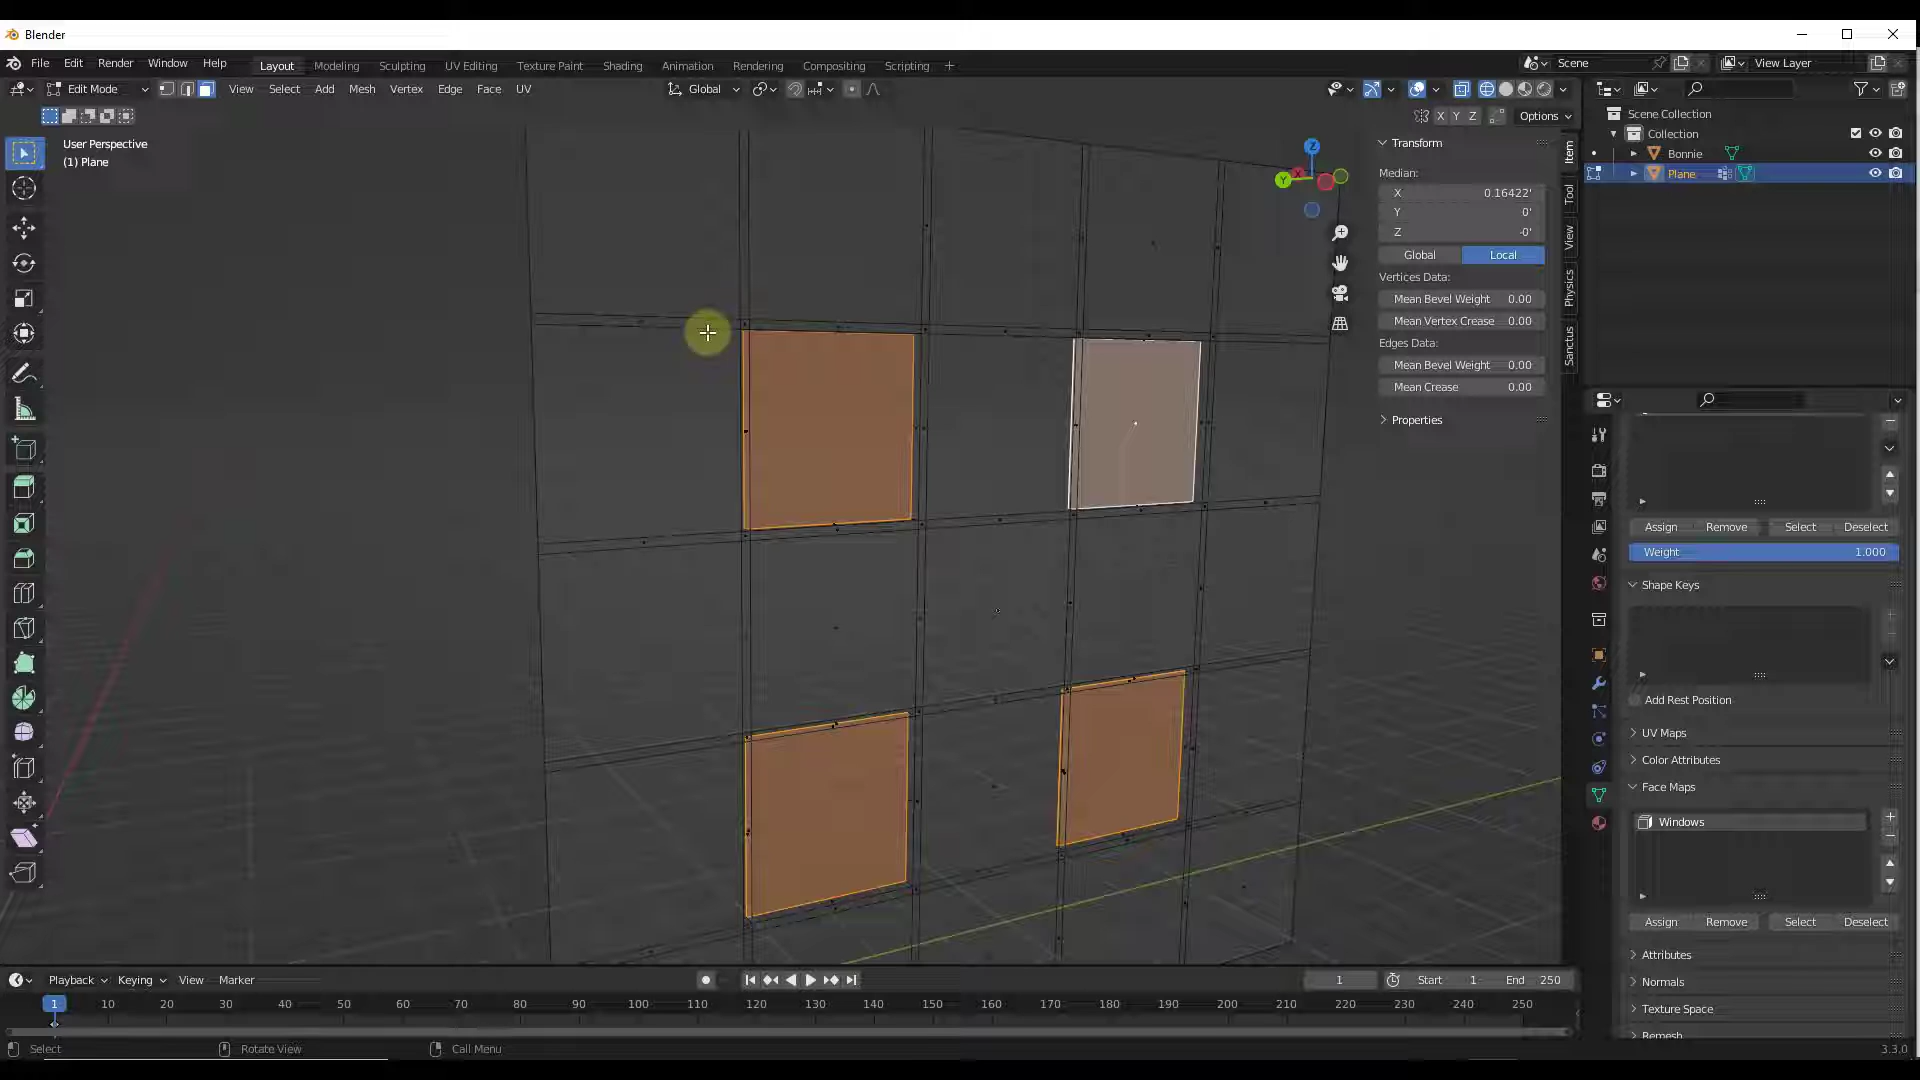 Blender
File Edit Render Window Help
Layout Modeling Sculpting UV Editing Texture Paint Shading Animation Rendering Compositing Scripting +
Scene
View Layer
Edit Mode
View Select Add Mesh Vertex Edge Face UV
Global
X Y Z
Options
User Perspective
(1) Plane
Z
Y
X
Transform
Median:
X 0.16422'
Y 0'
Z -0'
Global Local
Vertices Data:
Mean Bevel Weight 0.00
Mean Vertex Crease 0.00
Edges Data:
Mean Bevel Weight 0.00
Mean Crease 0.00
Properties
Item
Tool
View
Physics
Sanctus
Scene Collection
Collection
Bonnie
Plane
Assign Remove Select Deselect
Weight 1.000
Shape Keys
Add Rest Position
UV Maps
Color Attributes
Face Maps
Windows
Assign Remove Select Deselect
Attributes
Normals
Texture Space
Remesh
Playback Keying View Marker
1 Start 1 End 250
1 10 20 30 40 50 60 70 80 90 100 110 120 130 140 150 160 170 180 190 200 210 220 230 240 250
Select Rotate View Call Menu
3.3.0